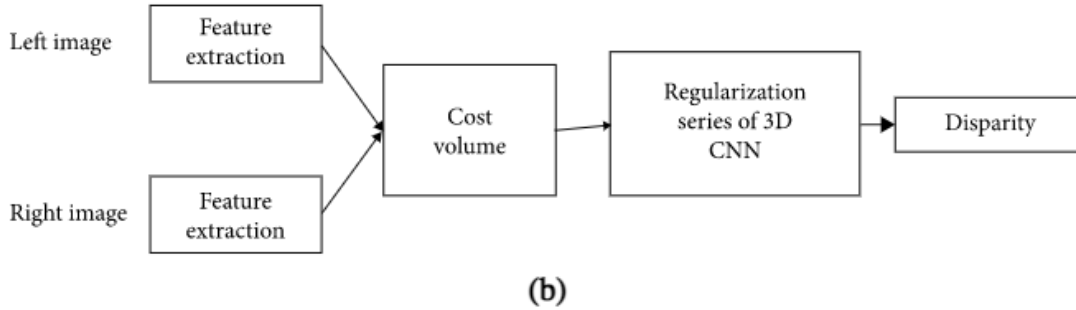 Left image
Feature
extraction
Right image
Feature
extraction
Cost
volume
Regularization
series of 3D
CNN
Disparity
(b)